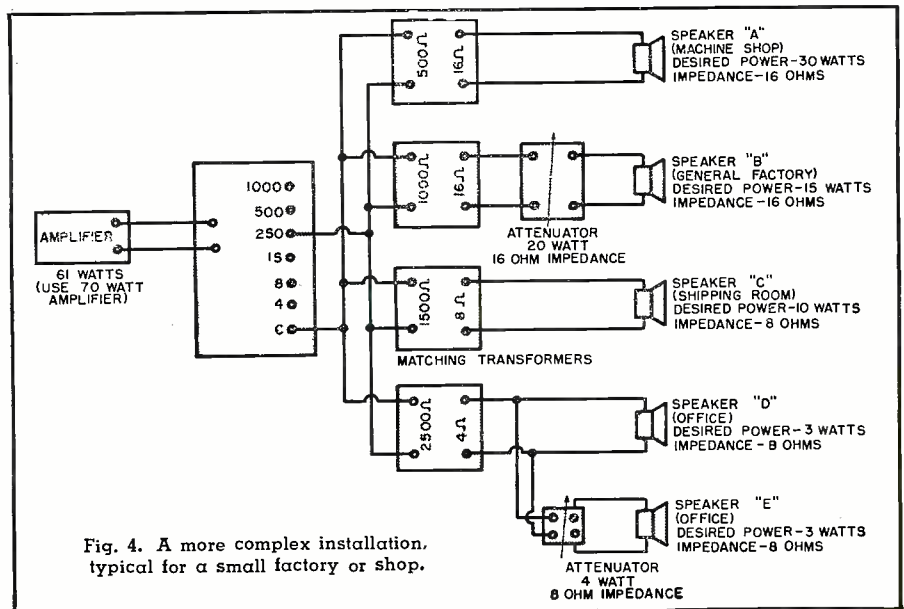 500Ω
16Ω
SPEAKER "A"
(MACHINE SHOP)
DESIRED POWER-30 WATTS
IMPEDANCE-16 OHMS
1000Ω
16Ω
ATTENUATOR
20 WATT
16 OHM IMPEDANCE
SPEAKER "B"
(GENERAL FACTORY)
DESIRED POWER-15 WATTS
IMPEDANCE-16 OHMS
AMPLIFIER
61 WATTS
(USE 70 WATT
AMPLIFIER)
1000
500
250
15
8
4
C
1500Ω
8Ω
MATCHING TRANSFORMERS
SPEAKER "C"
(SHIPPING ROOM)
DESIRED POWER-10 WATTS
IMPEDANCE-8 OHMS
2500Ω
4Ω
SPEAKER "D"
(OFFICE)
DESIRED POWER-3 WATTS
IMPEDANCE-8 OHMS
SPEAKER "E"
(OFFICE)
DESIRED POWER-3 WATTS
IMPEDANCE-8 OHMS
ATTENUATOR
4 WATT
8 OHM IMPEDANCE
Fig. 4. A more complex installation,
typical for a small factory or shop.